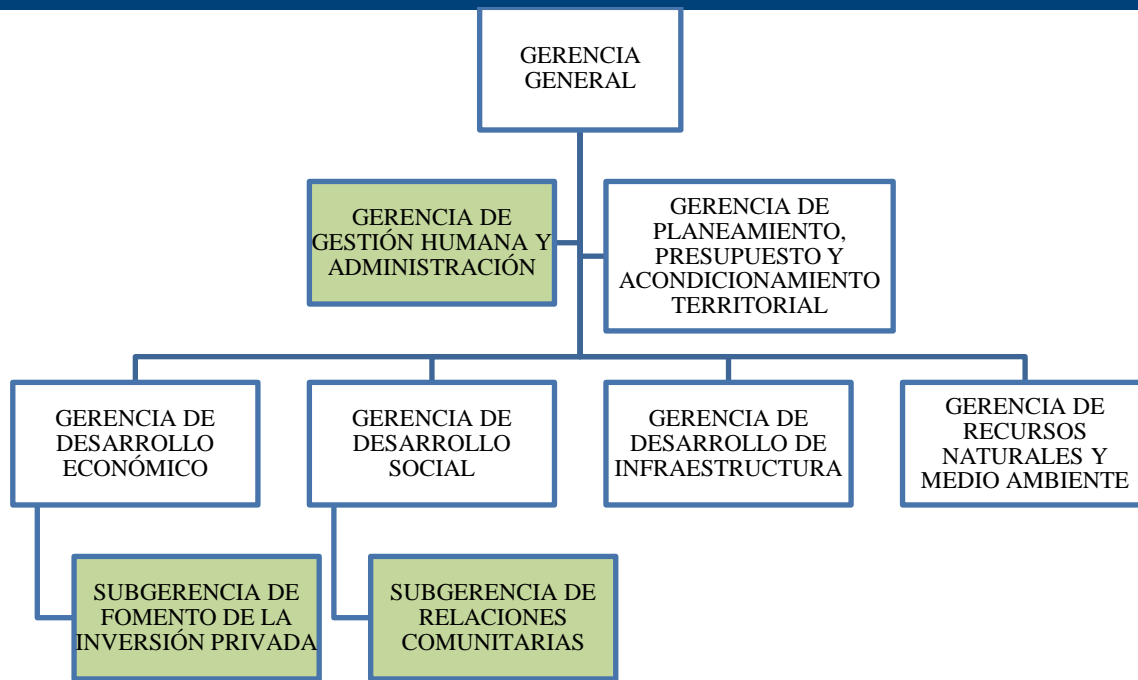 GERENCIA
GENERAL
GERENCIA DE
GESTIÓN HUMANA Y
ADMINISTRACIÓN
GERENCIA DE
PLANEAMIENTO,
PRESUPUESTO Y
ACONDICIONAMIENTO
TERRITORIAL
GERENCIA DE
DESARROLLO
ECONÓMICO
GERENCIA DE
DESARROLLO
SOCIAL
GERENCIA DE
DESARROLLO DE
INFRAESTRUCTURA
GERENCIA DE
RECURSOS
NATURALES Y
MEDIO AMBIENTE
SUBGERENCIA DE
FOMENTO DE LA
INVERSIÓN PRIVADA
SUBGERENCIA DE
RELACIONES
COMUNITARIAS